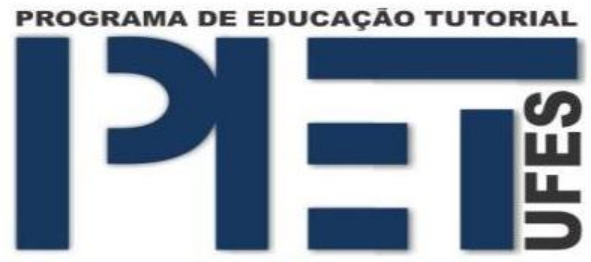 PROGRAMA DE EDUCAÇÃO TUTORIAL
PET
UFES